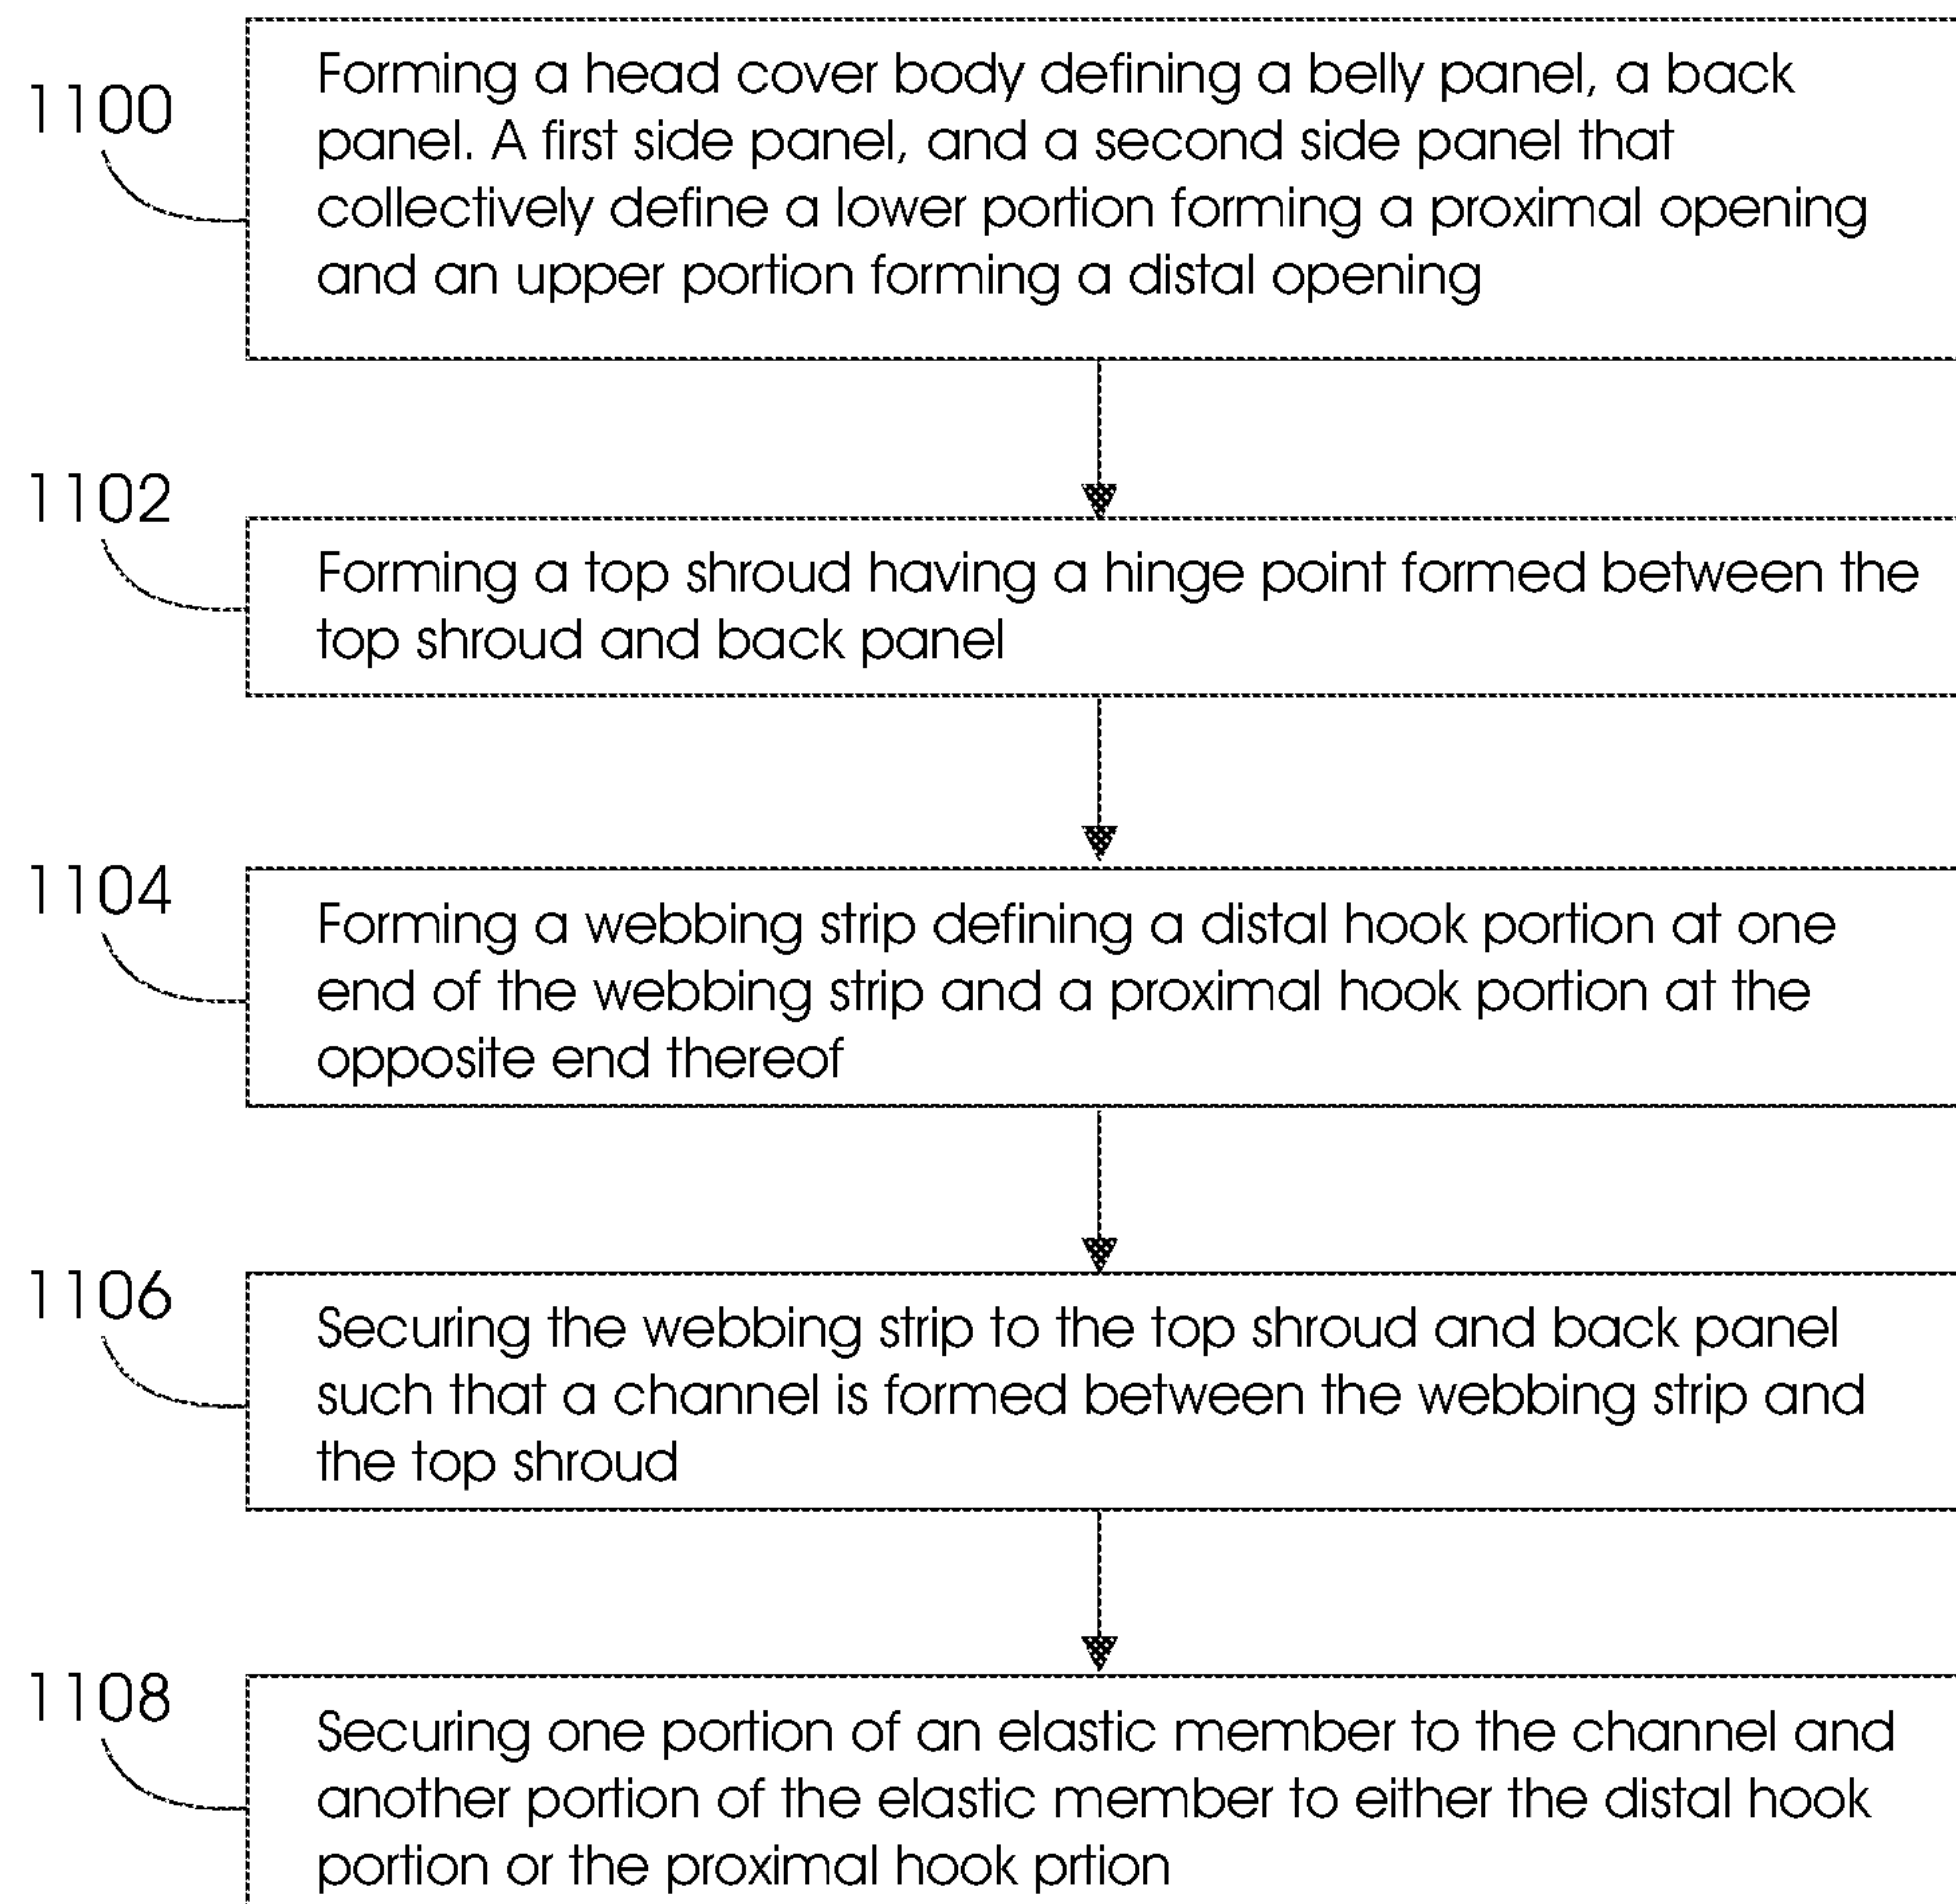 1100
Forming a head cover body defining a belly panel, a back
panel. A first side panel, and a second side panel that
collectively define a lower portion forming a proximal opening
and an upper portion forming a distal opening
1102
Forming a top shroud having a hinge point formed between the
top shroud and back panel
1104
Forming a webbing strip defining a distal hook portion at one
end of the webbing strip and a proximal hook portion at the
opposite end thereof
1106
Securing the webbing strip to the top shroud and back panel
such that a channel is formed between the webbing strip and
the top shroud
1108
Securing one portion of an elastic member to the channel and
another portion of the elastic member to either the distal hook
portion or the proximal hook prtion